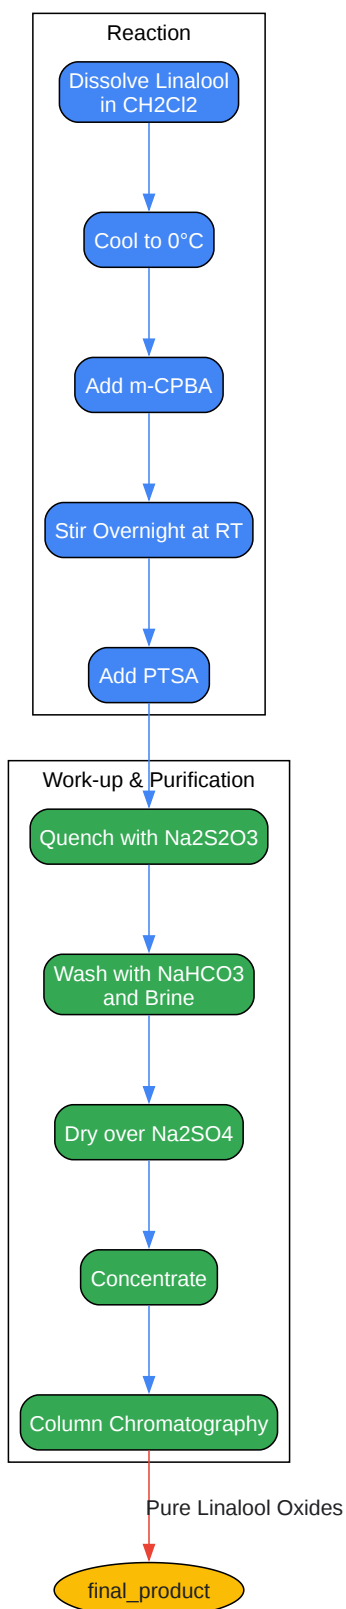 Reaction
Dissolve Linalool
in CH2Cl2
Cool to 0°C
Add m-CPBA
Stir Overnight at RT
Add PTSA
Work-up & Purification
Quench with Na2S2O3
Wash with NaHCO3
and Brine
Dry over Na2SO4
Concentrate
Column Chromatography
Pure Linalool Oxides
final_product